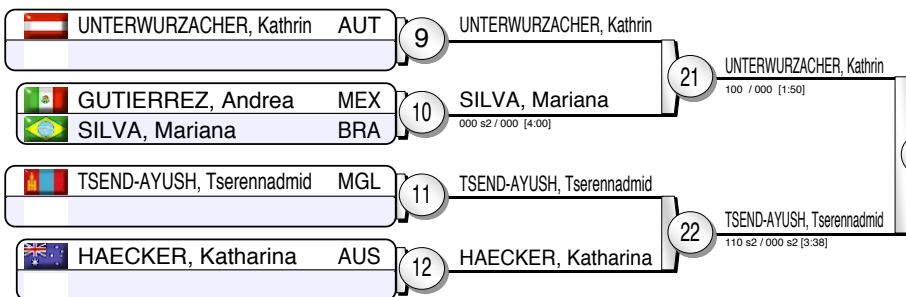 UNTERWURZACHER, Kathrin AUT
9
UNTERWURZACHER, Kathrin
GUTIERREZ, Andrea MEX
SILVA, Mariana BRA
10
SILVA, Mariana
000 s2 / 000 [4:00]
21
UNTERWURZACHER, Kathrin
100 / 000 [1:50]
TSEND-AYUSH, Tserennadmid MGL
11
TSEND-AYUSH, Tserennadmid
HAECKER, Katharina AUS
12
HAECKER, Katharina
22
TSEND-AYUSH, Tserennadmid
110 s2 / 000 s2 [3:38]